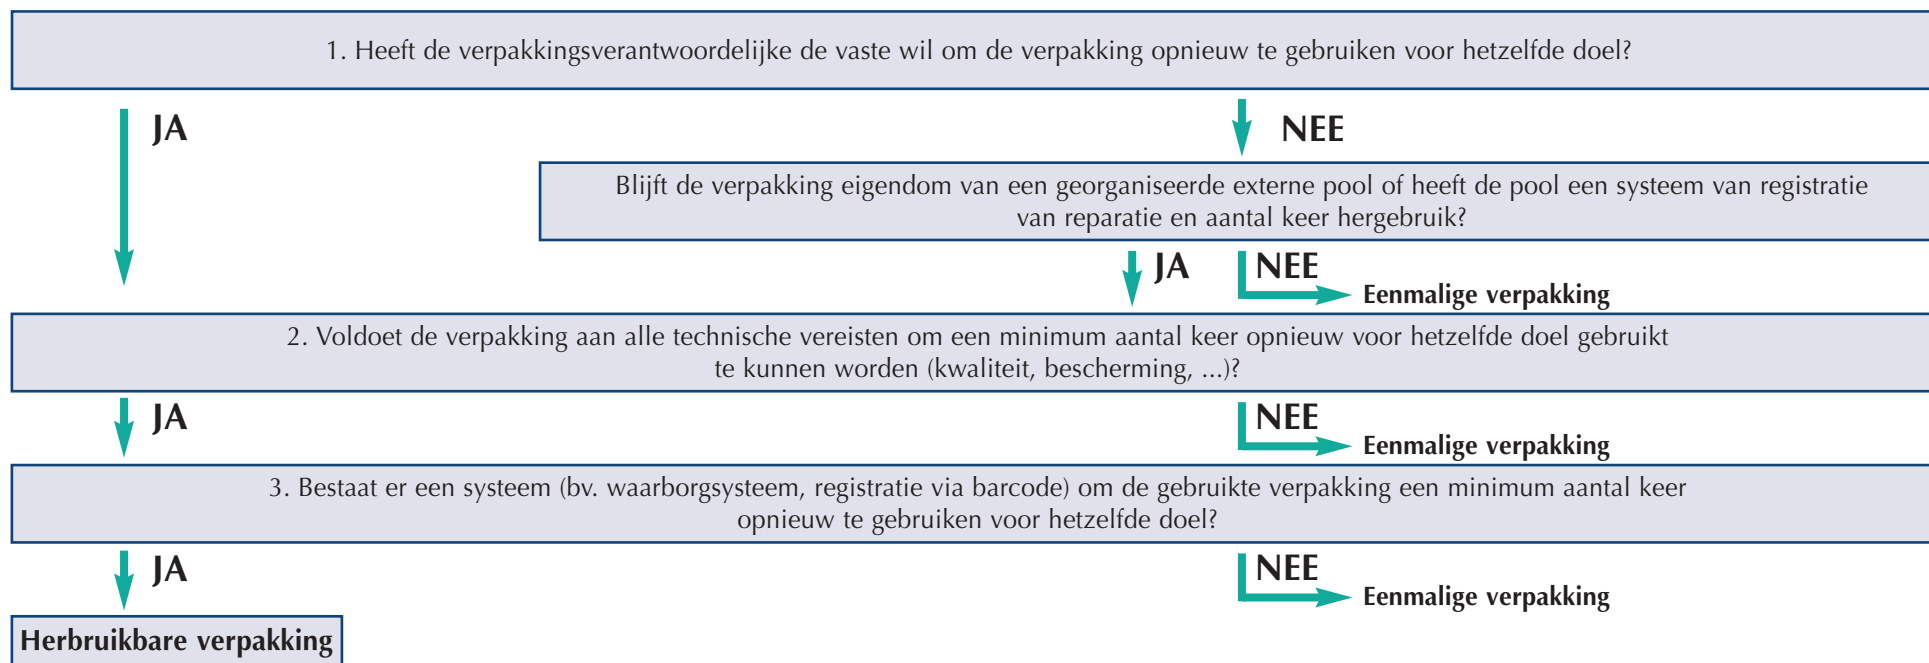 1. Heeft de verpakkingsverantwoordelijke de vaste wil om de verpakking opnieuw te gebruiken voor hetzelfde doel?
JA
NEE
Blijft de verpakking eigendom van een georganiseerde externe pool of heeft de pool een systeem van registratie
van reparatie en aantal keer hergebruik?
JA
NEE
Eenmalige verpakking
2. Voldoet de verpakking aan alle technische vereisten om een minimum aantal keer opnieuw voor hetzelfde doel gebruikt
te kunnen worden (kwaliteit, bescherming, ...)?
JA
NEE
Eenmalige verpakking
3. Bestaat er een systeem (bv. waarborgsysteem, registratie via barcode) om de gebruikte verpakking een minimum aantal keer
opnieuw te gebruiken voor hetzelfde doel?
JA
NEE
Eenmalige verpakking
Herbruikbare verpakking